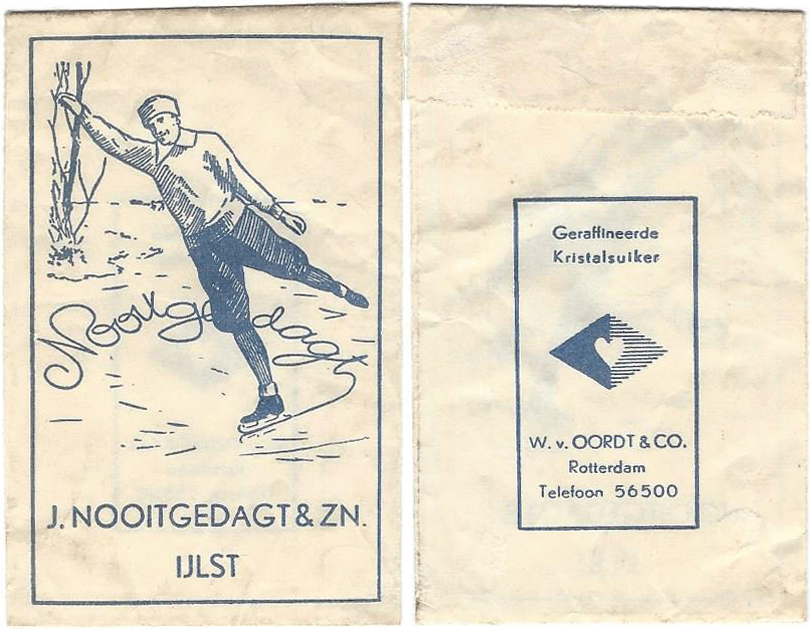 Nooitgedagt
J. NOOITGEDAGT & ZN.
IJLST
Geraffineerde
Kristalsuiker
W. v. OORDT & CO.
Rotterdam
Telefoon 56500